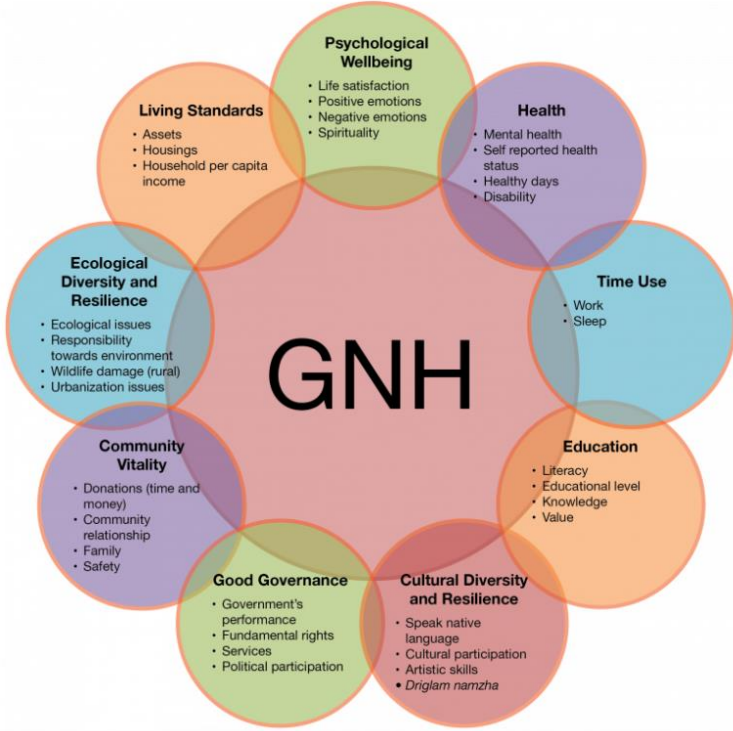 Psychological
Wellbeing
• Life satisfaction
• Positive emotions
• Negative emotions
• Spirituality
Health
• Mental health
• Self reported health
status
• Healthy days
• Disability
Time Use
• Work
• Sleep
Education
• Literacy
• Educational level
• Knowledge
• Value
Cultural Diversity
and Resilience
• Speak native
language
• Cultural participation
• Artistic skills
• Driglam namzha
Good Governance
• Government's
performance
• Fundamental rights
• Services
• Political participation
Community
Vitality
• Donations (time and
money)
• Community
relationship
• Family
• Safety
Ecological
Diversity and
Resilience
• Ecological issues
• Responsibility
towards environment
• Wildlife damage (rural)
• Urbanization issues
Living Standards
• Assets
• Housings
• Household per capita
income
GNH